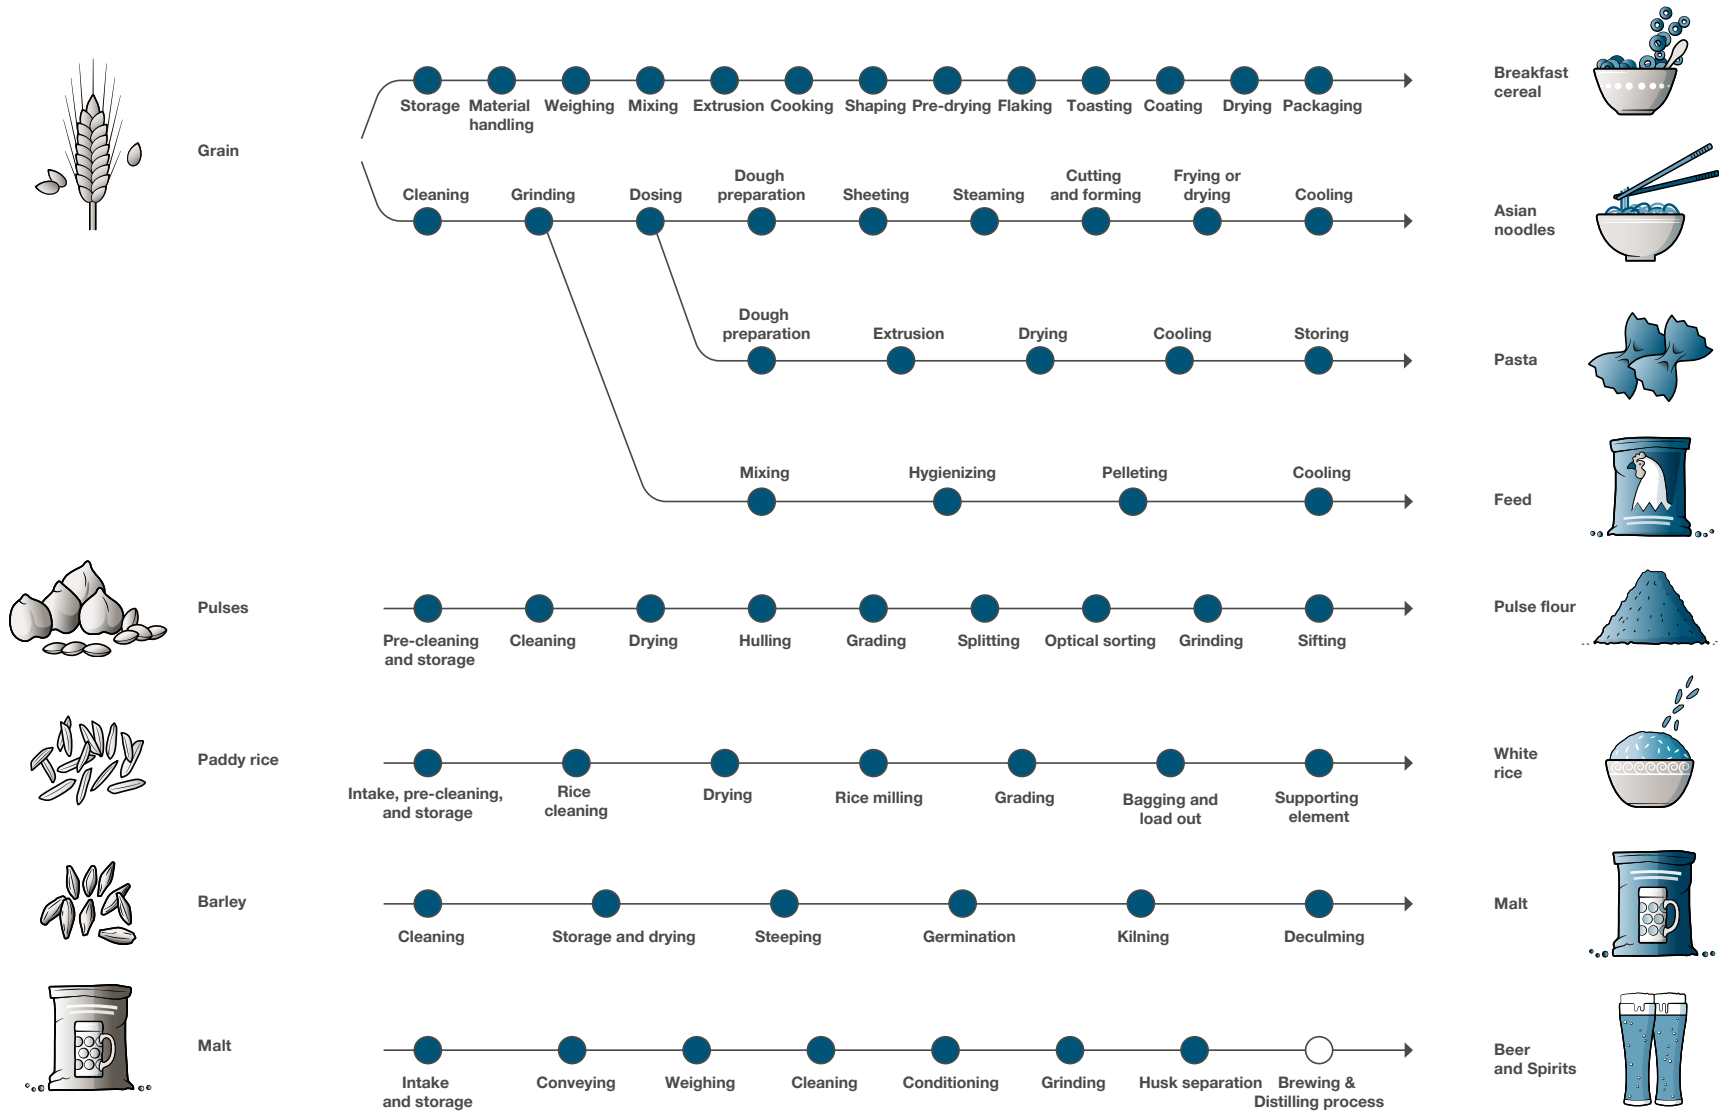 Grain
Storage
Material
handling
Weighing
Mixing
Extrusion
Cooking
Shaping
Pre-drying
Flaking
Toasting
Coating
Drying
Packaging
Breakfast
cereal
Cleaning
Grinding
Dosing
Dough
preparation
Sheeting
Steaming
Cutting
and forming
Frying or
drying
Cooling
Asian
noodles
Dough
preparation
Extrusion
Drying
Cooling
Storing
Pasta
Mixing
Hygienizing
Pelleting
Cooling
Feed
Pulses
Pre-cleaning
and storage
Cleaning
Drying
Hulling
Grading
Splitting
Optical sorting
Grinding
Sifting
Pulse flour
Paddy rice
Intake, pre-cleaning,
and storage
Rice
cleaning
Drying
Rice milling
Grading
Bagging and
load out
Supporting
element
White
rice
Barley
Cleaning
Storage and drying
Steeping
Germination
Kilning
Deculming
Malt
Malt
Intake
and storage
Conveying
Weighing
Cleaning
Conditioning
Grinding
Husk separation
Brewing &
Distilling process
Beer
and Spirits